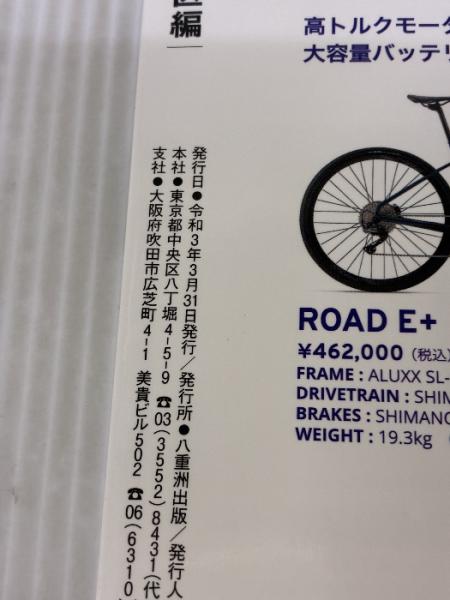 編
高トルクモータ
大容量バッテリ
ROAD E+
¥462,000（税込）
FRAME : ALUXX SL-
DRIVETRAIN : SHIM
BRAKES : SHIMANO
WEIGHT : 19.3kg
発行日●令和3年3月31日発行／発行所●八重洲出版／発行人
本社●東京都中央区八丁堀4-5-9 ☎03(3552)8431(代
支社●大阪府吹田市広芝町4-1 美貴ビル502 ☎06(6310)